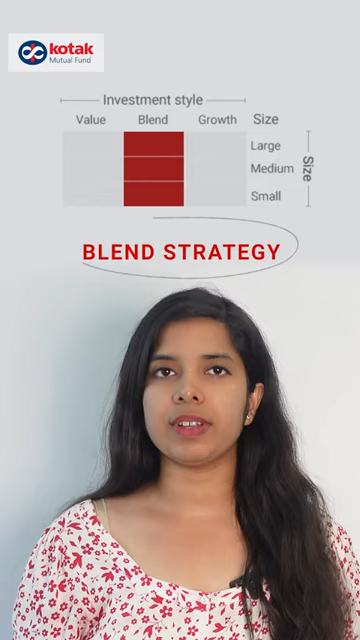 kotak
Mutual Fund
Investment style
Value Blend Growth Size
Large
Medium
Small
Size
BLEND STRATEGY